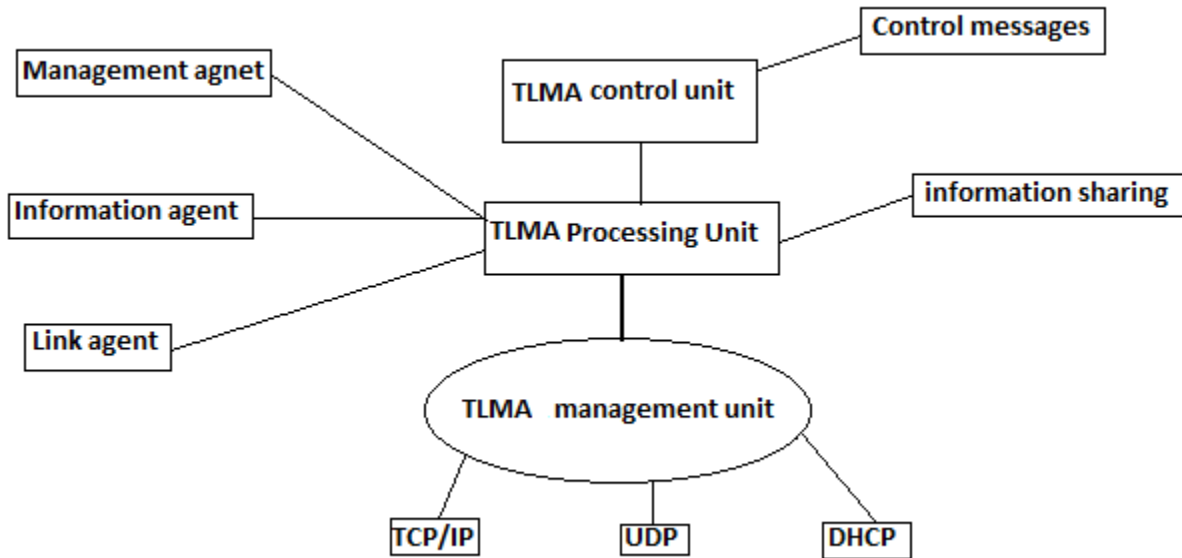 Control messages
Management agnet
TLMA control unit
information sharing
Information agent
TLMA Processing Unit
Link agent
TLMA management unit
TCP/IP
UDP
DHCP